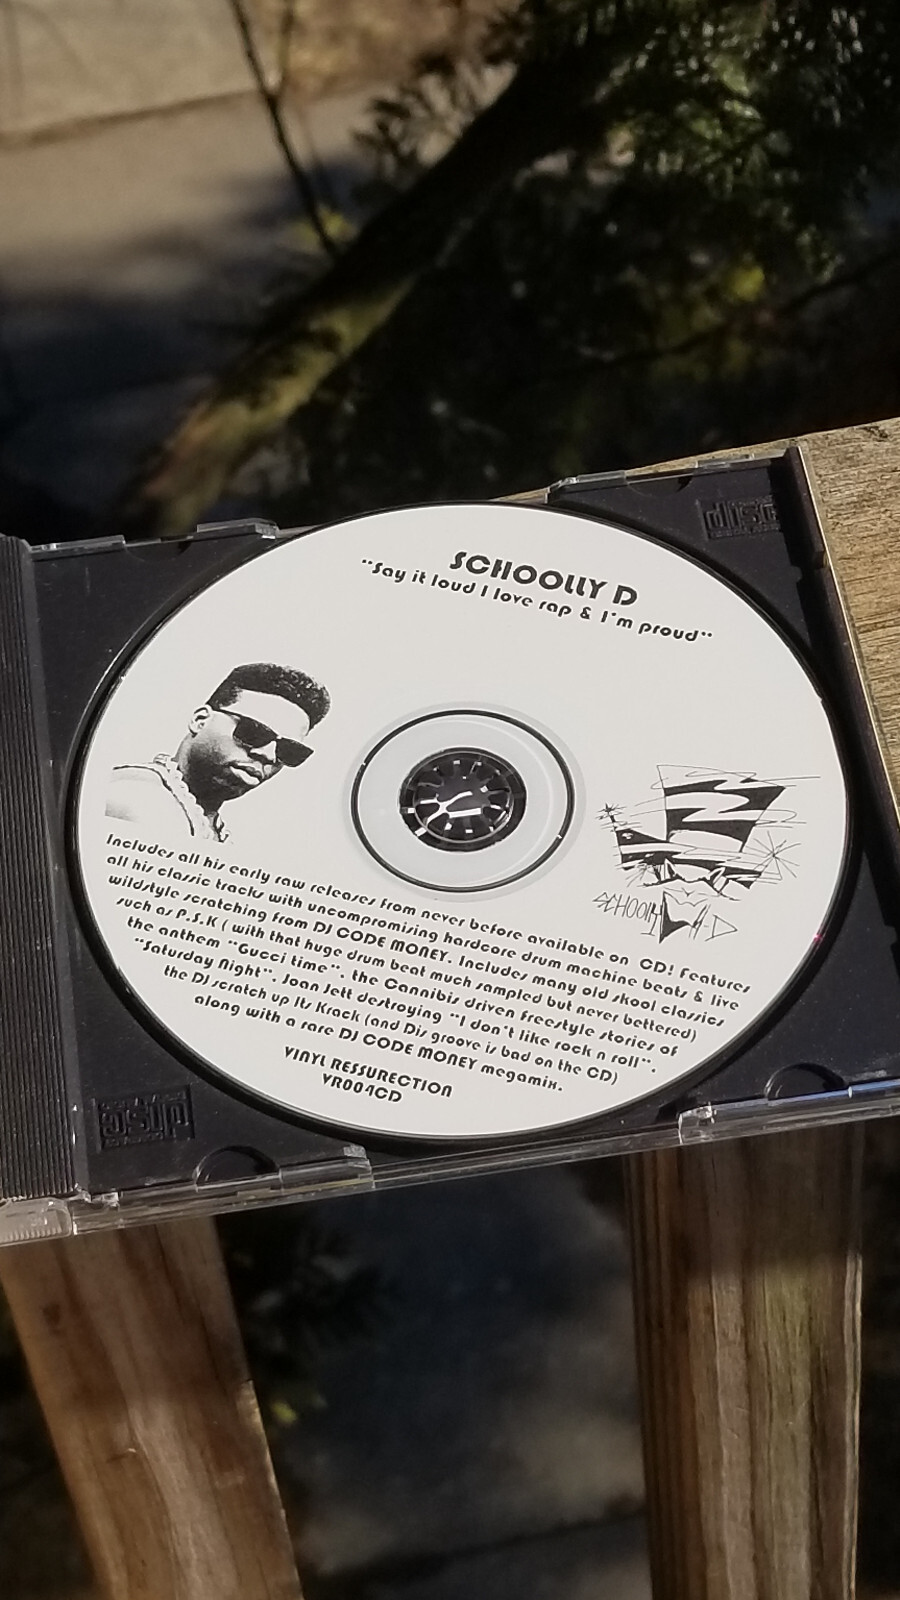 disc
SCHOOLLY D
"Say it loud I love rap & I'm proud"
SCHOOLLY-D
Includes all his early raw releases from never before available on CD! Features
all his classic tracks with uncompromising hardcore drum machine beats & live
wildstyle scratching from DJ CODE MONEY. Includes many old skool classics
such as P.S.K ( with that huge drum beat much sampled but never bettered)
the anthem "Gucci time", the Cannibis driven freestyle stories of
"Saturday Night", Joan Jett destroying "I don't like rock n roll",
the DJ scratch up Its Krack (and Dis groove is bad on the CD)
along with a rare DJ CODE MONEY megamix.
VINYL RESSURECTION
VR004CD
disc